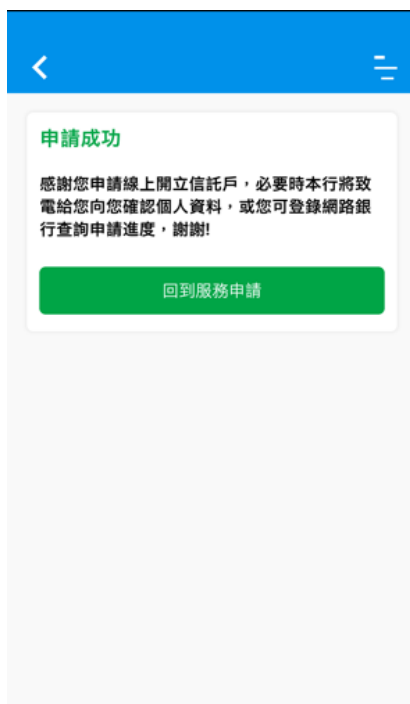 申請成功
感謝您申請線上開立信託戶，必要時本行將致
電給您向您確認個人資料，或您可登錄網路銀
行查詢申請進度，謝謝!
回到服務申請